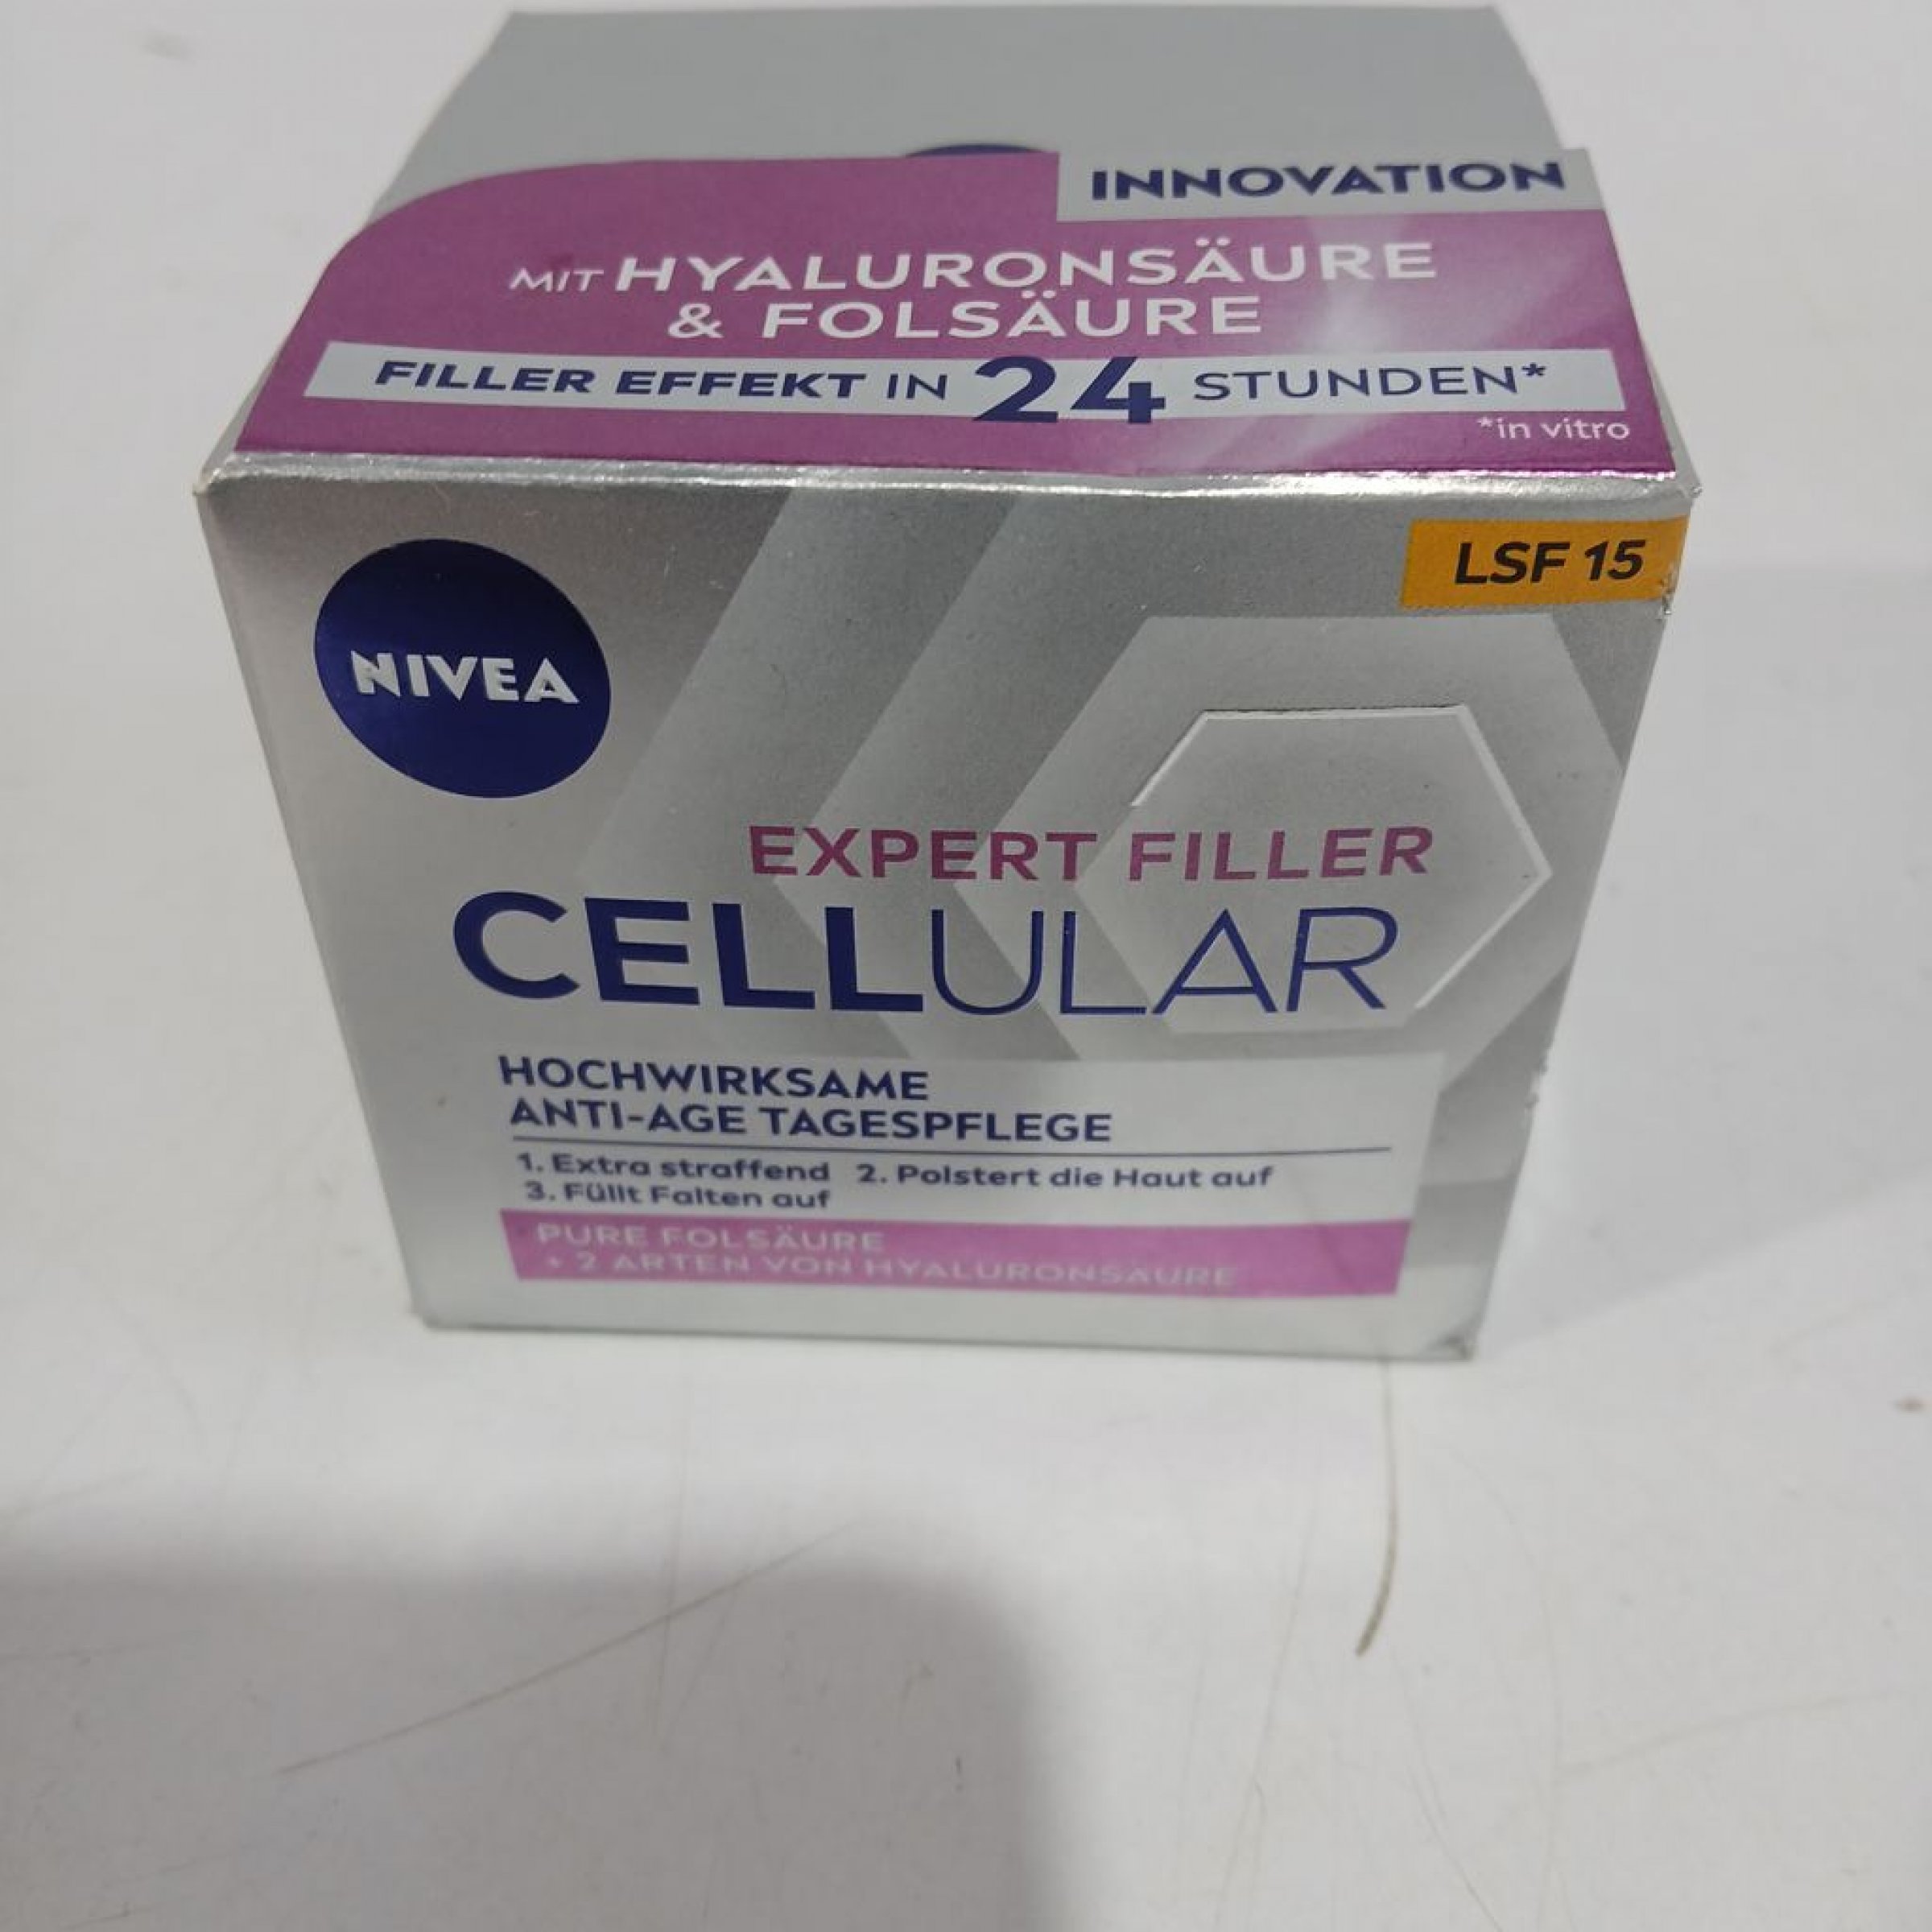 INNOVATION
MIT HYALURONSÄURE
& FOLSÄURE
FILLER EFFEKT IN 24 STUNDEN*
*in vitro
LSF 15
NIVEA
EXPERT FILLER
CELLULAR
HOCHWIRKSAME
ANTI-AGE TAGESPFLEGE
1. Extra straffend 2. Polstert die Haut auf
3. Füllt Falten auf
PURE FOLSÄURE
+ 2 ARTEN VON HYALURONSÄURE